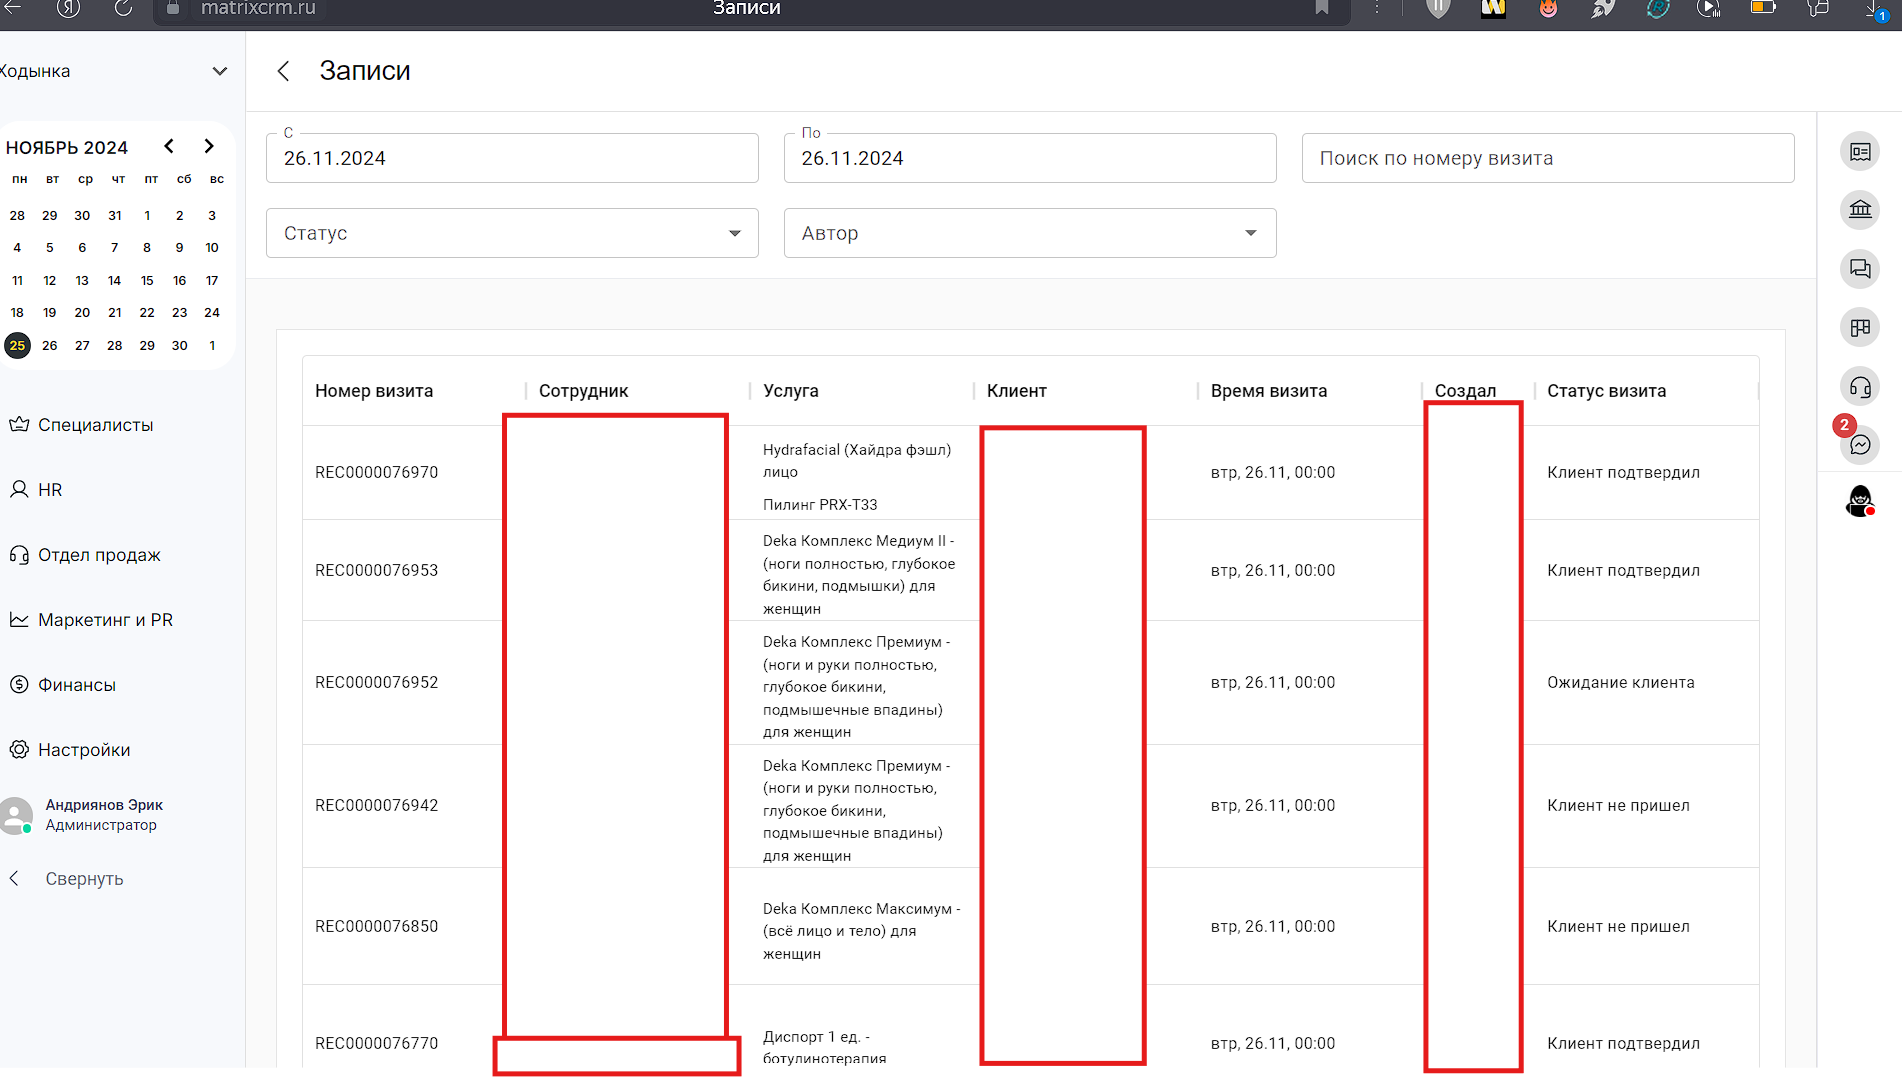 matrixcrm.ru
Записи
1
Ходынка
Записи
НОЯБРЬ 2024
пн вт ср чт пт сб вс
28 29 30 31 1 2 3
4 5 6 7 8 9 10
11 12 13 14 15 16 17
18 19 20 21 22 23 24
25 26 27 28 29 30 1
С
26.11.2024
По
26.11.2024
Поиск по номеру визита
Статус
Автор
Специалисты
HR
Отдел продаж
Маркетинг и PR
Финансы
Настройки
Андриянов Эрик
Администратор
Свернуть
Номер визита Сотрудник Услуга Клиент Время визита Создал Статус визита
REC0000076970
Hydrafacial (Хайдра фэшл)
лицо
Пилинг PRX-T33
втр, 26.11, 00:00
Клиент подтвердил
REC0000076953
Deka Комплекс Медиум II -
(ноги полностью, глубокое
бикини, подмышки) для
женщин
втр, 26.11, 00:00
Клиент подтвердил
REC0000076952
Deka Комплекс Премиум -
(ноги и руки полностью,
глубокое бикини,
подмышечные впадины)
для женщин
втр, 26.11, 00:00
Ожидание клиента
REC0000076942
Deka Комплекс Премиум -
(ноги и руки полностью,
глубокое бикини,
подмышечные впадины)
для женщин
втр, 26.11, 00:00
Клиент не пришел
REC0000076850
Deka Комплекс Максимум -
(всё лицо и тело) для
женщин
втр, 26.11, 00:00
Клиент не пришел
REC0000076770
Диспорт 1 ед. -
ботулинотерапия
втр, 26.11, 00:00
Клиент подтвердил
2